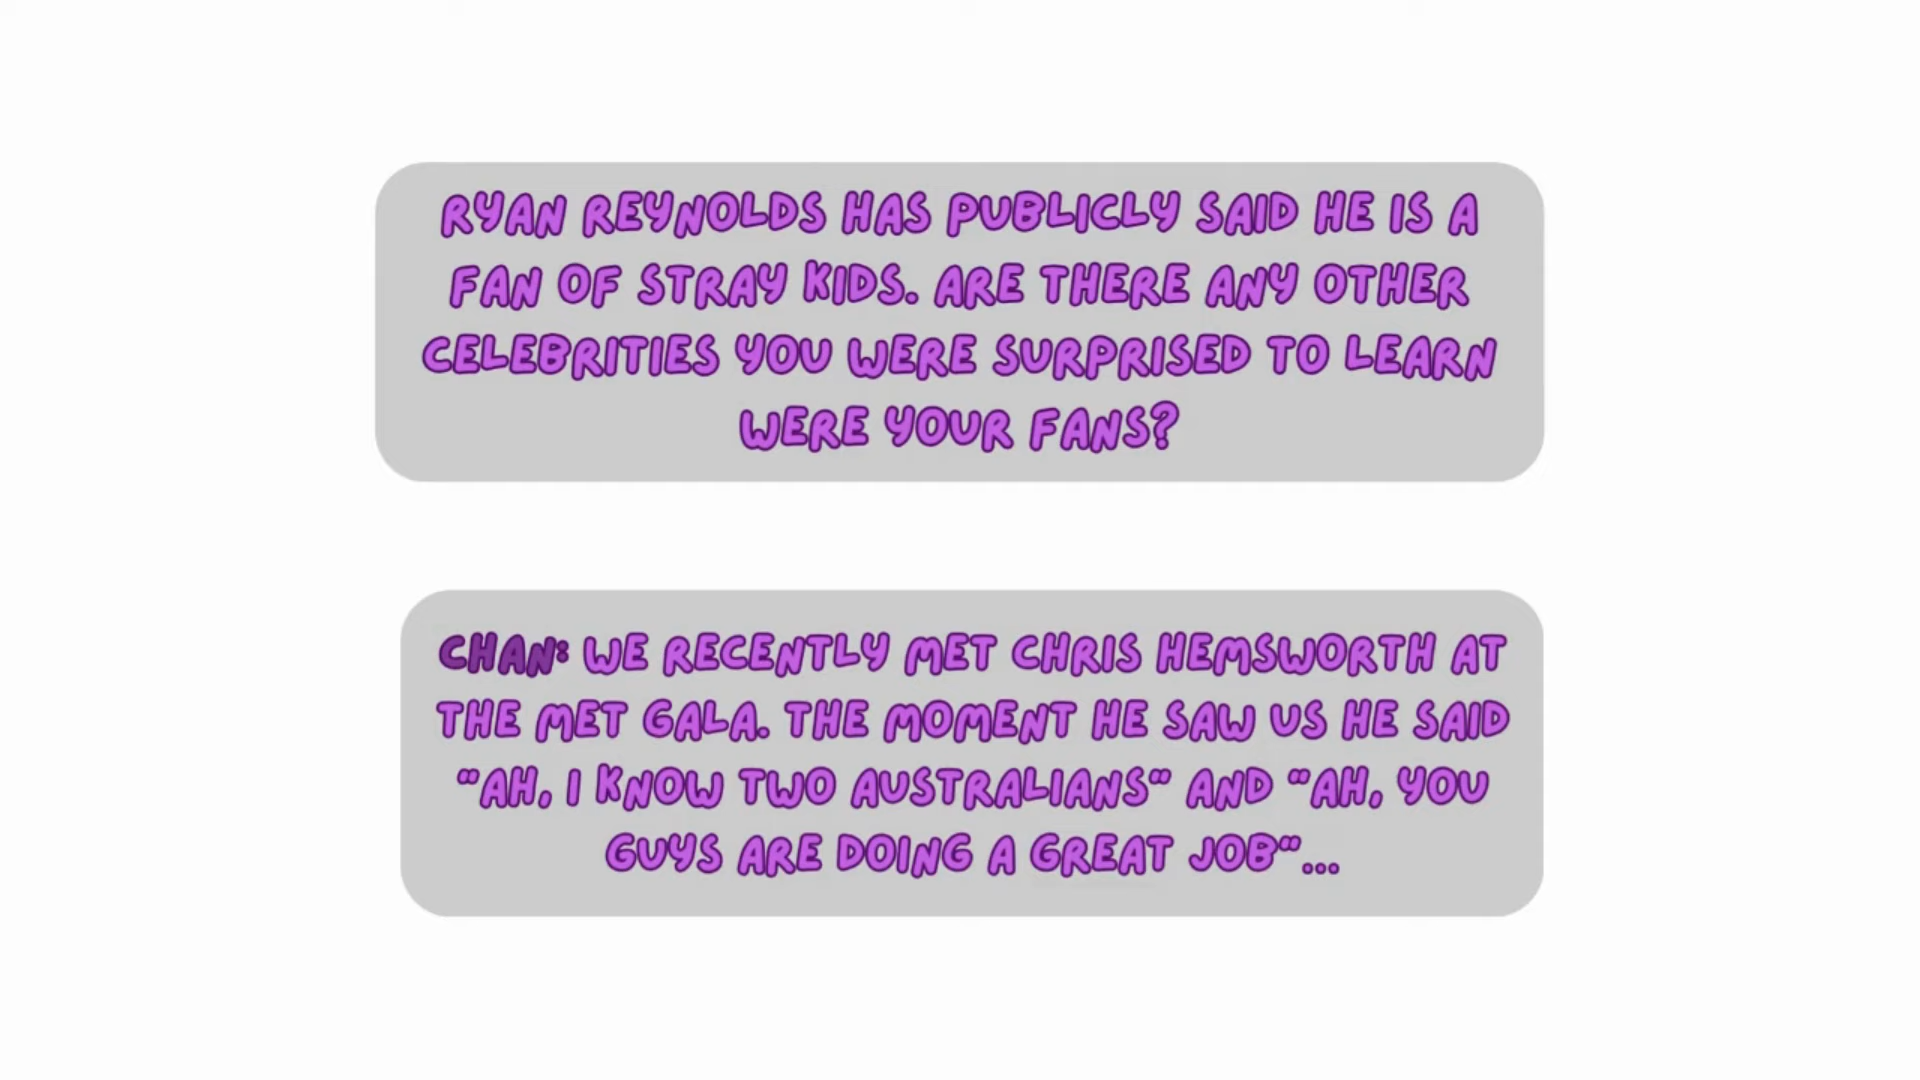 RYAN REYNOLDS HAS PUBLICLY SAID HE IS A
FAN OF STRAY KIDS. ARE THERE ANY OTHER
CELEBRITIES YOU WERE SURPRISED TO LEARN
WERE YOUR FANS?
CHAN: WE RECENTLY MET CHRIS HEMSWORTH AT
THE MET GALA. THE MOMENT HE SAW US HE SAID
"AH, I KNOW TWO AUSTRALIANS" AND "AH, YOU
GUYS ARE DOING A GREAT JOB"...